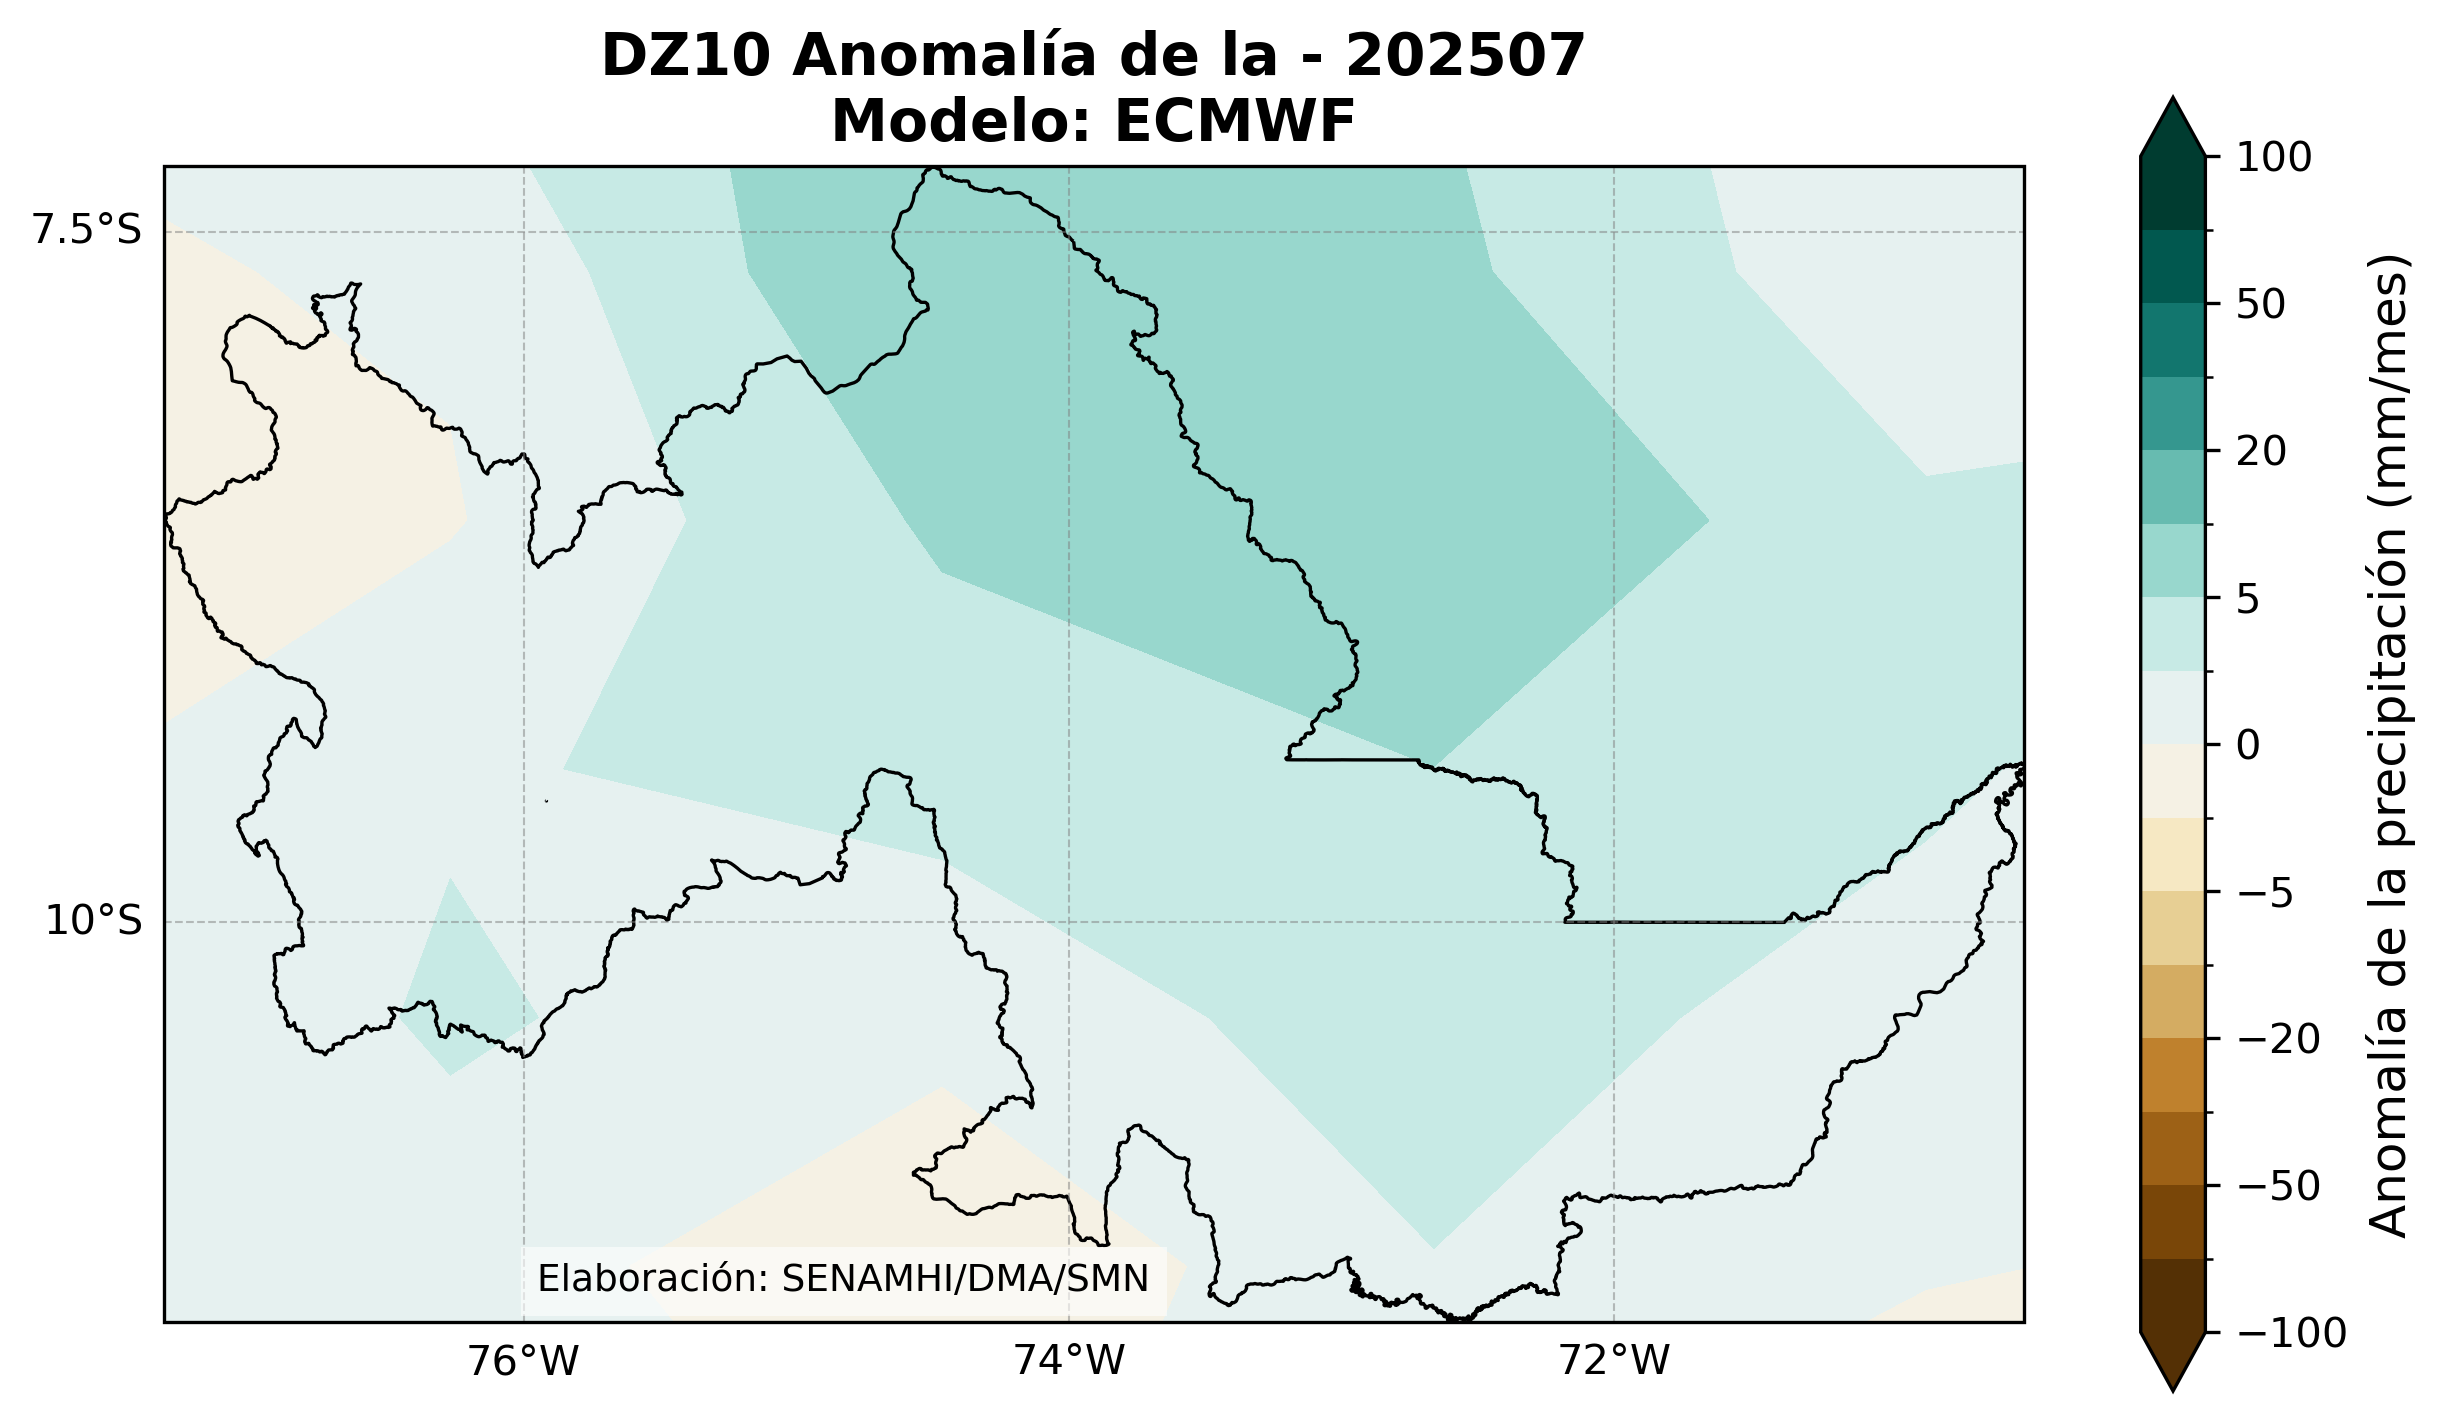 DZ10 Anomalía de la - 202507
Modelo: ECMWF
7.5°S
10°S
76°W
74°W
72°W
Elaboración: SENAMHI/DMA/SMN
100
50
20
5
0
−5
−20
−50
−100
Anomalía de la precipitación (mm/mes)